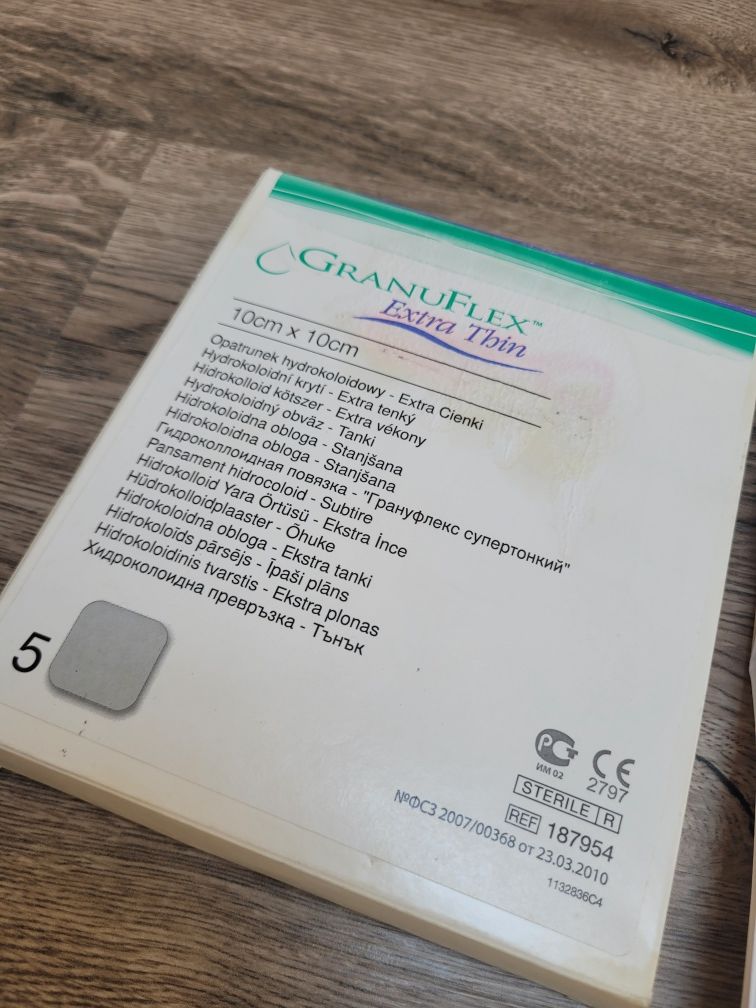 GRANUFLEX™
Extra Thin
10cm x 10cm
Opatrunek hydrokoloidowy - Extra Cienki
Hydrokoloidní krytí - Extra tenký
Hidrokolloid kötszer - Extra vékony
Hydrokoloidný obväz - Tanki
Hidrokoloidna obloga - Stanjšana
Hidrokoloidna obloga - Stanjšana
Гидроколлоидная повязка - "Грануфлекс супертонкий"
Pansament hidrocoloid - Subtire
Hidrokolloid Yara Örtüsü - Ekstra İnce
Hüdrokolloidplaaster - Õhuke
Hidrokoloidna obloga - Ekstra tanki
Hidrokoloīds pārsējs - Īpaši plāns
Hidrokoloidinis tvarstis - Ekstra plonas
Хидроколоидна превръзка - Тънък
5
РСТ
ИМ 02
CE
2797
STERILE R
REF 187954
№ФСЗ 2007/00368 от 23.03.2010
1132836C4